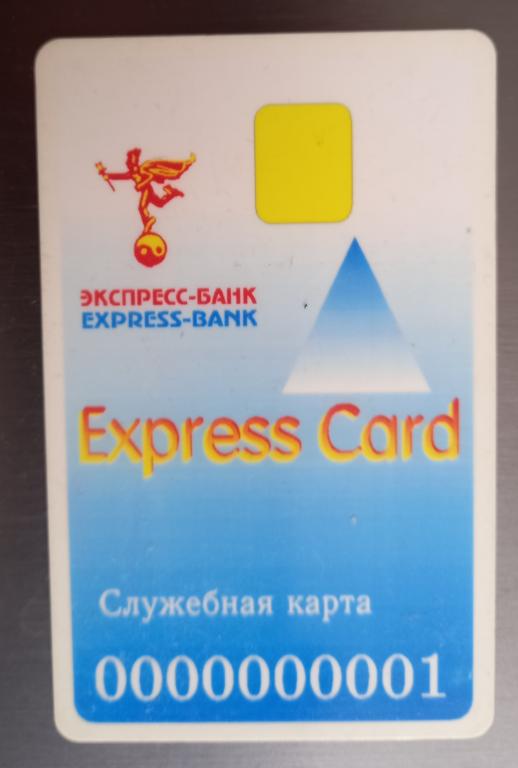 ЭКСПРЕСС-БАНК
EXPRESS-BANK
Express Card
Служебная карта
0000000001